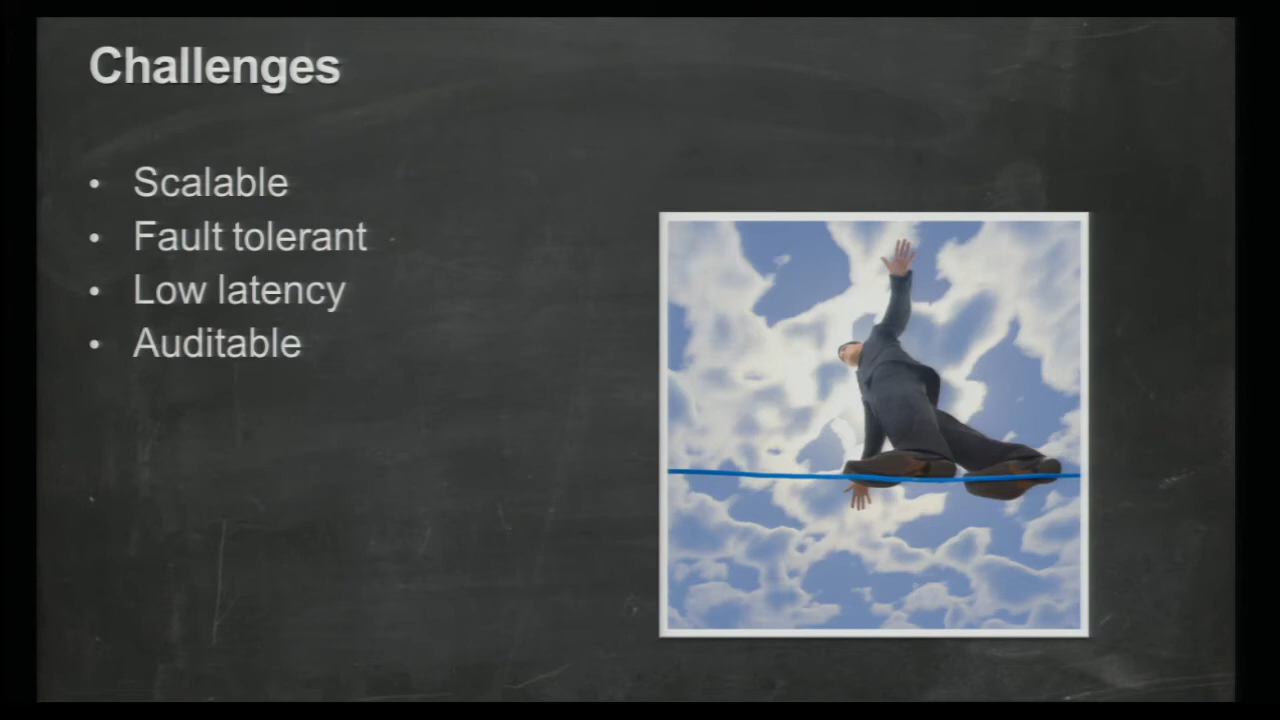 Challenges
• Scalable
• Fault tolerant
• Low latency
• Auditable